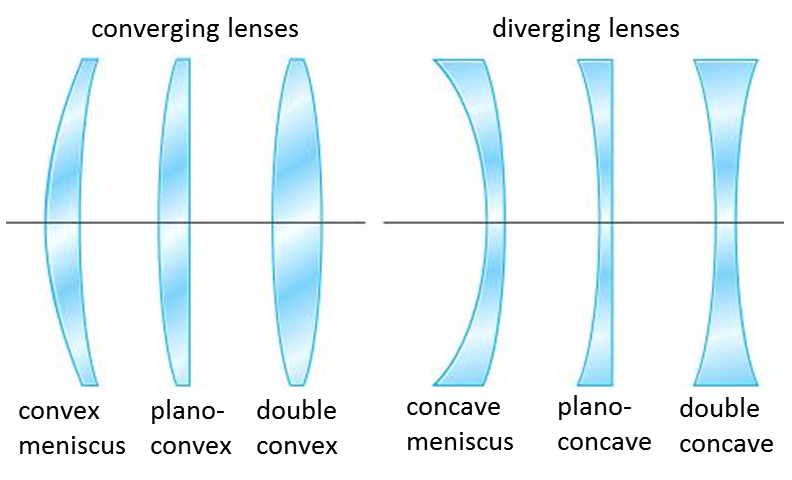 converging lenses
diverging lenses
convex
meniscus
plano-
convex
double
convex
concave
meniscus
plano-
concave
double
concave